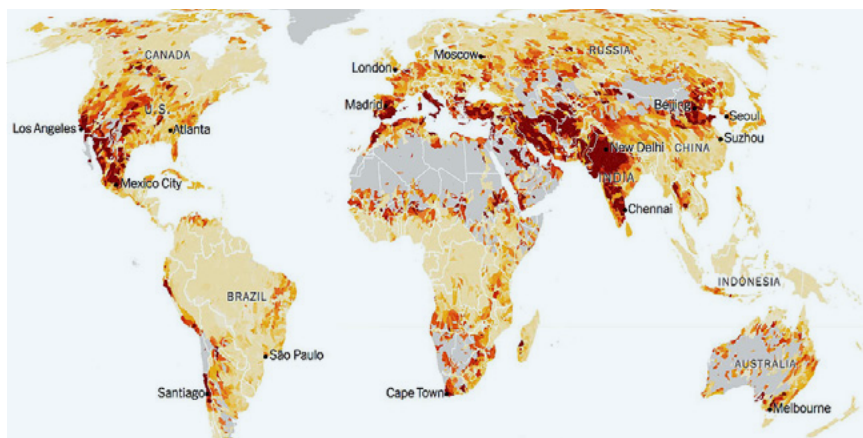 CANADA
RUSSIA
Moscow
London
U.S.
Madrid
Beijing
Los Angeles
Atlanta
Seoul
Suzhou
New Delhi
CHINA
INDIA
Mexico City
Chennai
INDONESIA
BRAZIL
São Paulo
AUSTRALIA
Santiago
Cape Town
Melbourne